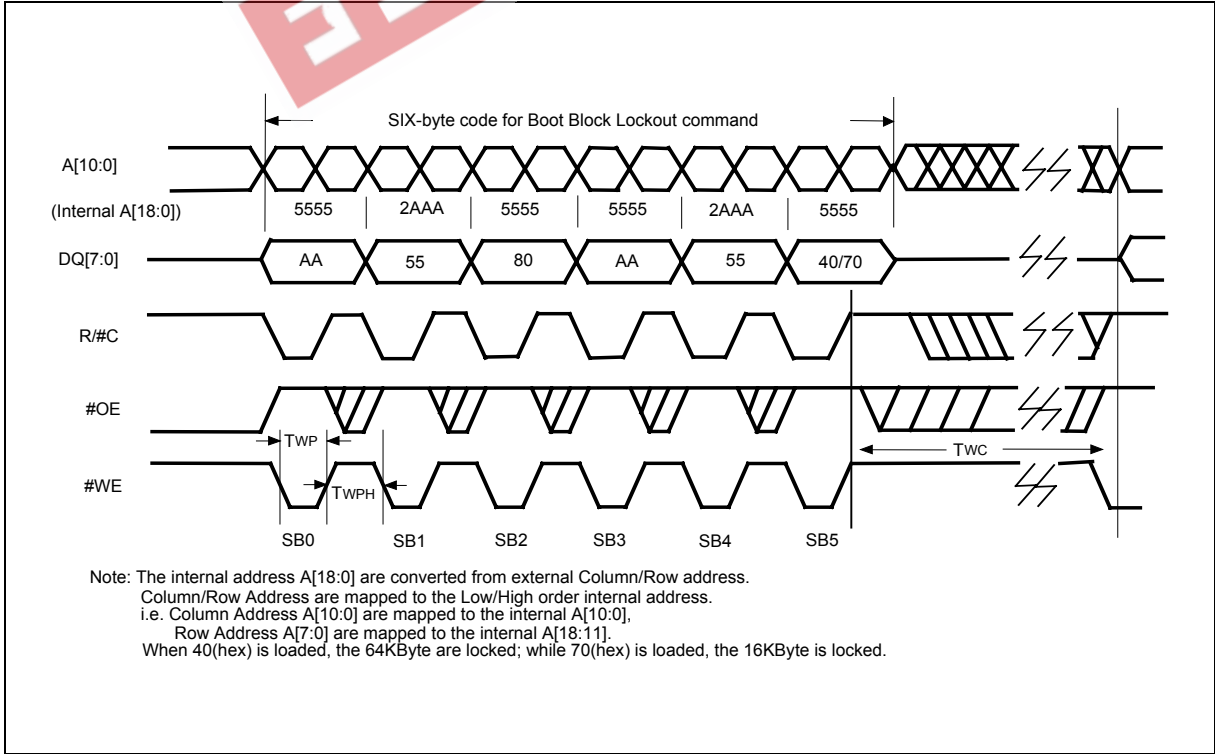 SIX-byte code for Boot Block Lockout command
A[10:0]
(Internal A[18:0])
5555 2AAA 5555 5555 2AAA 5555
DQ[7:0]
AA 55 80 AA 55 40/70
R/#C
#OE
TWP
TWC
#WE
TWPH
SB0 SB1 SB2 SB3 SB4 SB5
Note: The internal address A[18:0] are converted from external Column/Row address.
Column/Row Address are mapped to the Low/High order internal address.
i.e. Column Address A[10:0] are mapped to the internal A[10:0],
Row Address A[7:0] are mapped to the internal A[18:11].
When 40(hex) is loaded, the 64KByte are locked; while 70(hex) is loaded, the 16KByte is locked.